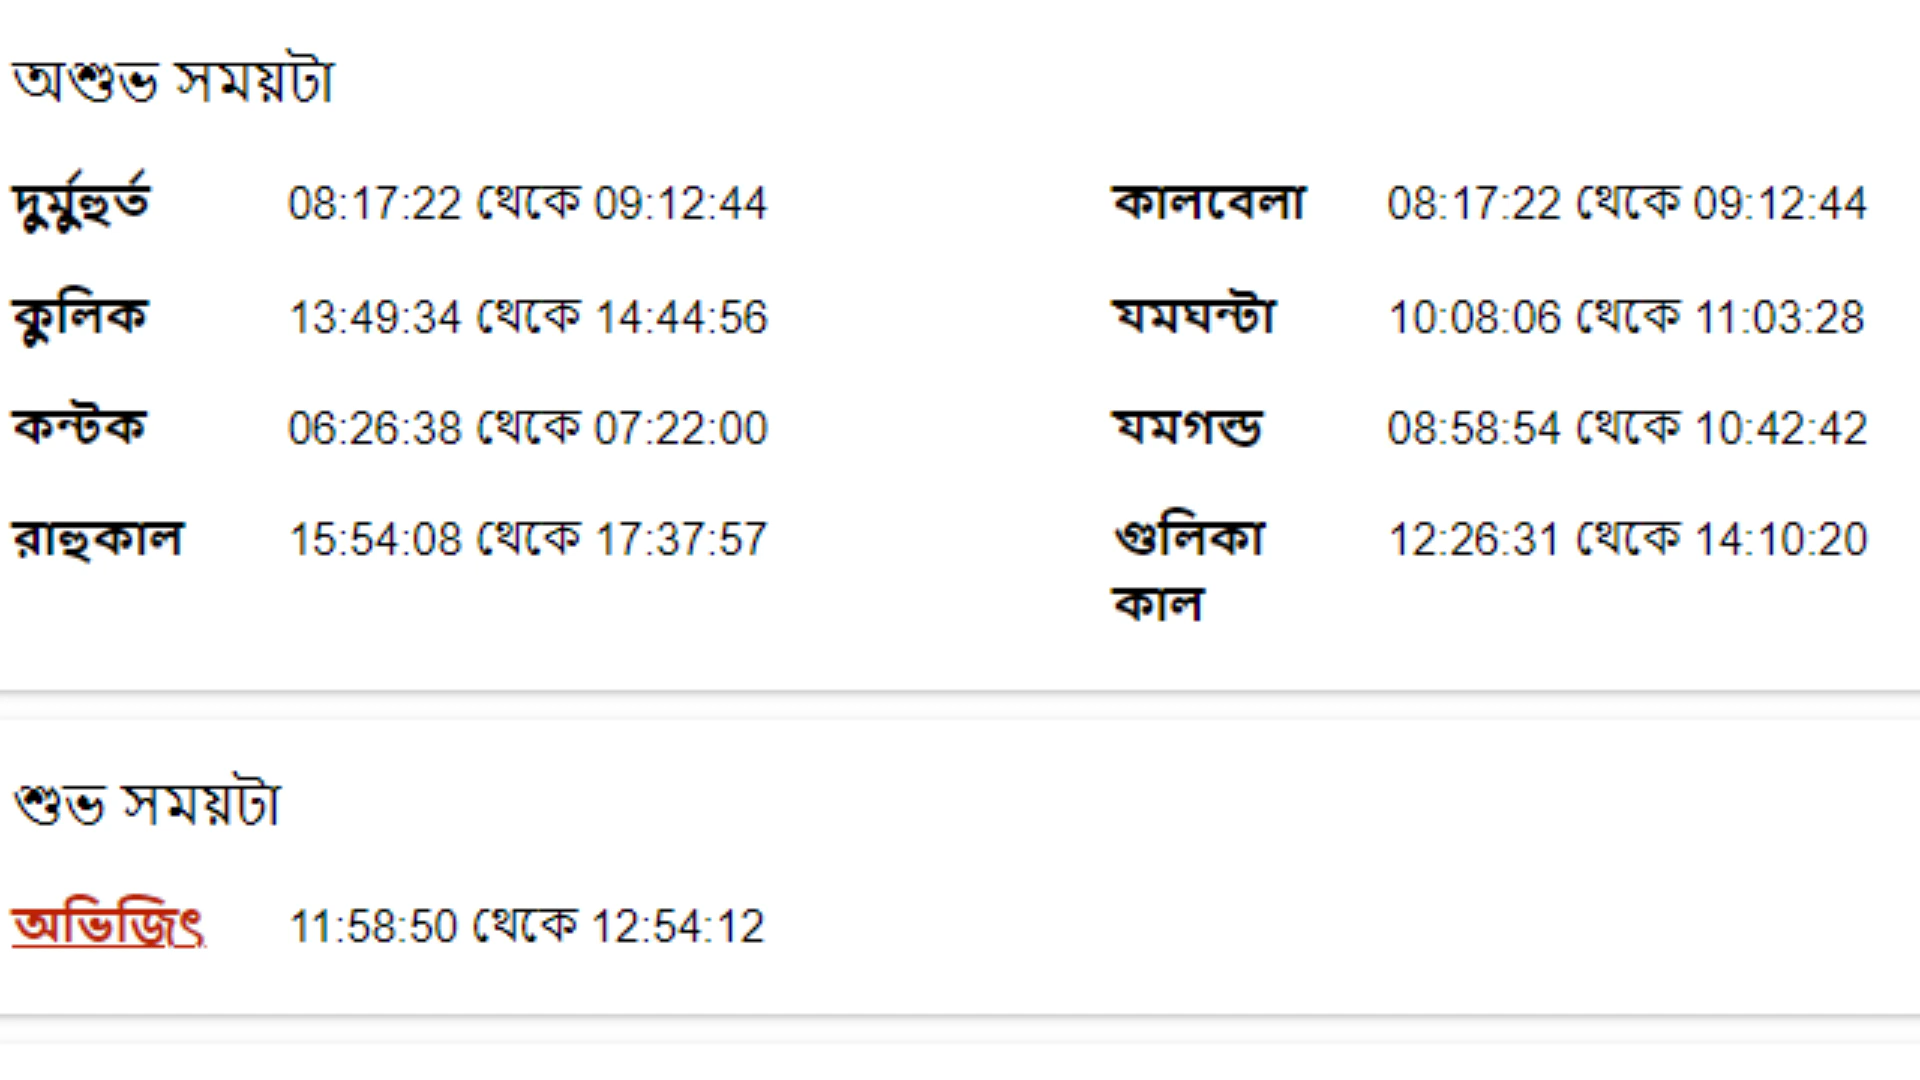 অশুভ সময়টা
দুর্মুহুর্ত 08:17:22 থেকে 09:12:44 কালবেলা 08:17:22 থেকে 09:12:44
কুলিক 13:49:34 থেকে 14:44:56 যমঘন্টা 10:08:06 থেকে 11:03:28
কন্টক 06:26:38 থেকে 07:22:00 যমগন্ড 08:58:54 থেকে 10:42:42
রাহুকাল 15:54:08 থেকে 17:37:57 গুলিকা 12:26:31 থেকে 14:10:20
কাল
শুভ সময়টা
অভিজিৎ 11:58:50 থেকে 12:54:12